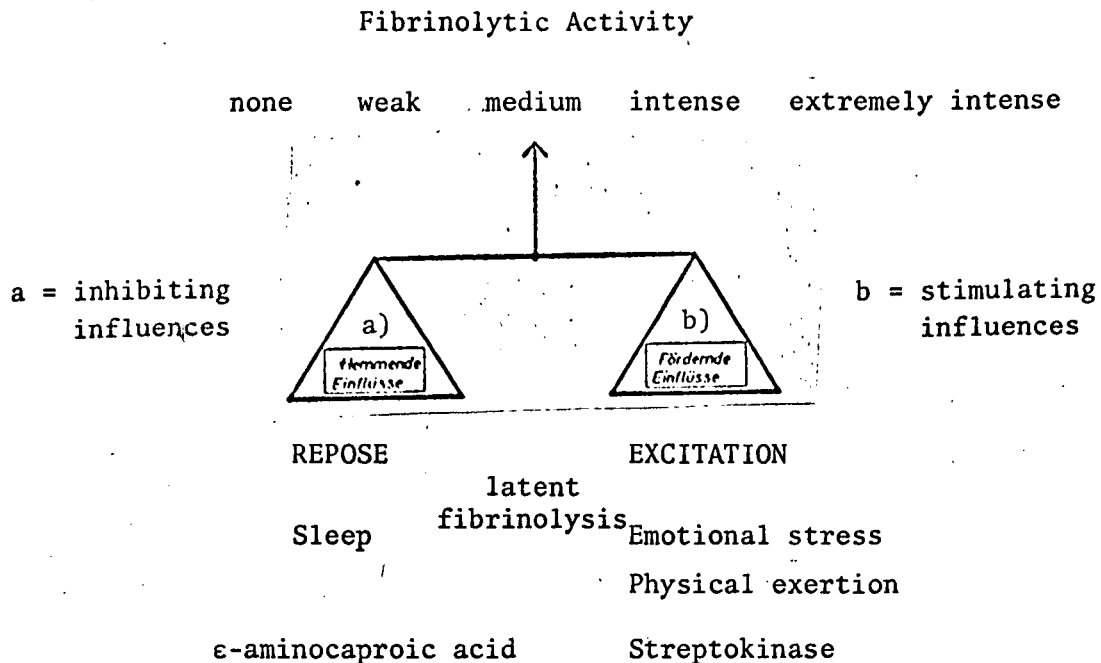 Fibrinolytic Activity
none weak medium intense extremely intense
a = inhibiting
influences
a)
Hemmende
Einflüsse
b)
Fördernde
Einflüsse
b = stimulating
influences
REPOSE EXCITATION
latent
fibrinolysis
Sleep Emotional stress
Physical exertion
ε-aminocaproic acid Streptokinase